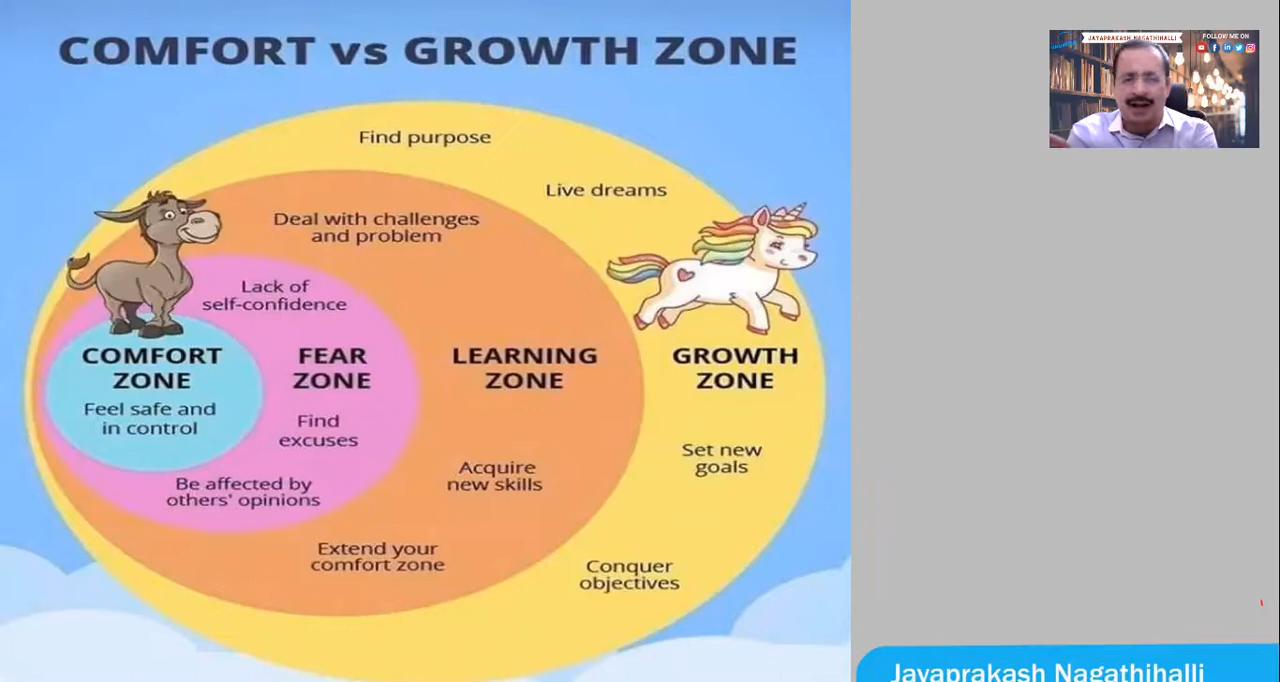 COMFORT vs GROWTH ZONE
Find purpose
Live dreams
Deal with challenges
and problem
Lack of
self-confidence
COMFORT
ZONE
Feel safe and
in control
FEAR
ZONE
Find
excuses
Be affected by
others' opinions
LEARNING
ZONE
Acquire
new skills
Extend your
comfort zone
GROWTH
ZONE
Set new
goals
Conquer
objectives
JAYAPRAKASH NAGATHIHALLI
FOLLOW ME ON
Jayaprakash Nagathihalli